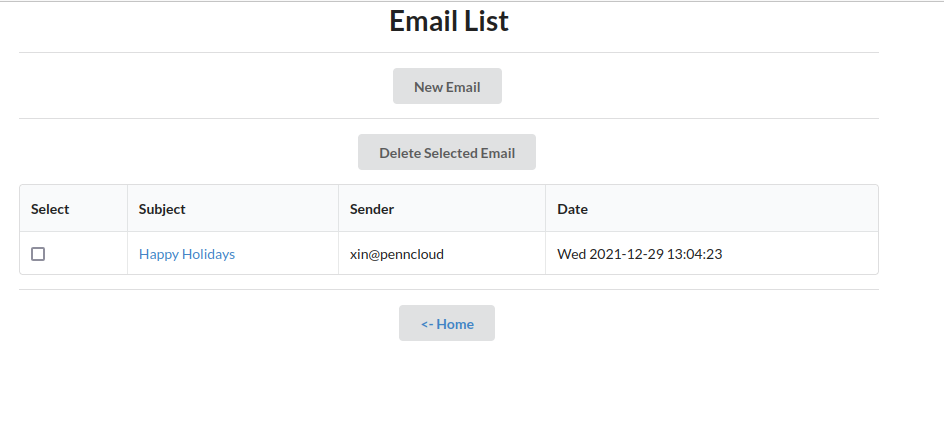 Email List
New Email
Delete Selected Email
Select Subject Sender Date
Happy Holidays xin@penncloud Wed 2021-12-29 13:04:23
<- Home